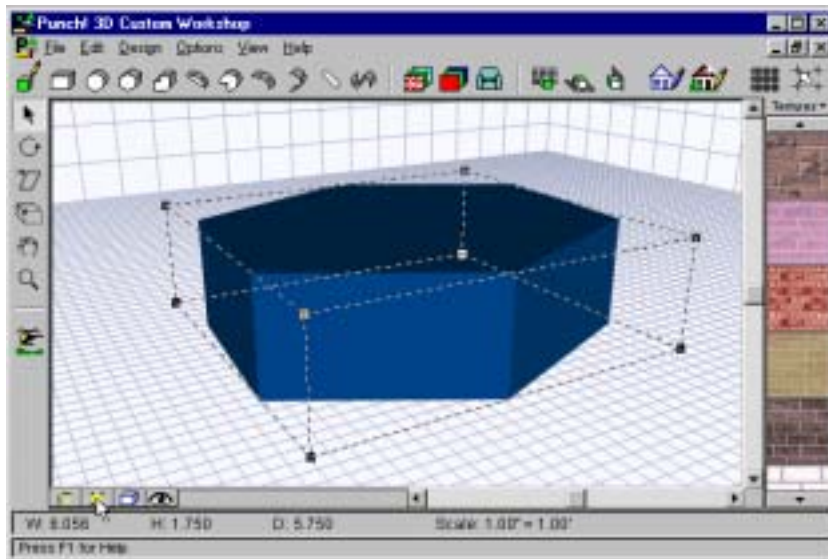 Punch! 3D Custom Workshop
File Edit Design Options View Help
Textures
W: 6.056 H: 1.750 D: 5.750 Scale: 1.00" = 1.00'
Press F1 for Help